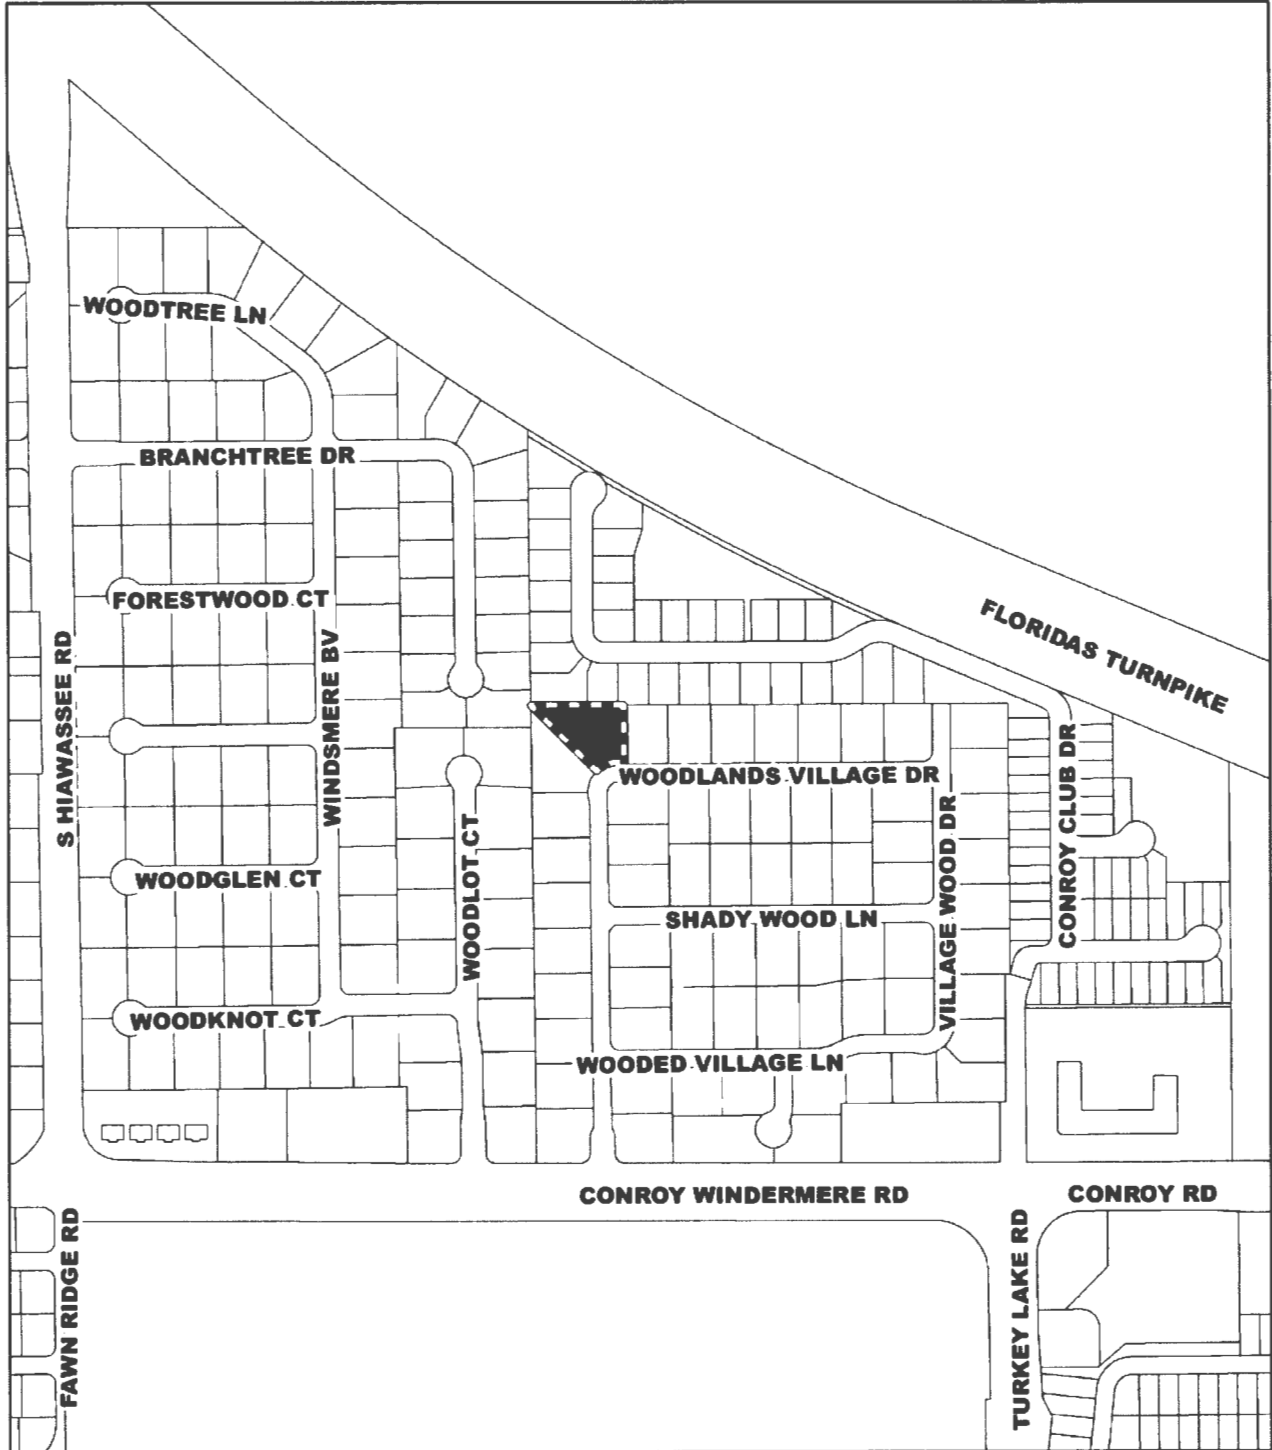 WOODTREE LN
BRANCHTREE DR
FORESTWOOD CT
FLORIDAS TURNPIKE
S HIAWASSEE RD
WINDSMERE BV
WOODLANDS VILLAGE DR
CONROY CLUB DR
WOODLOT CT
VILLAGE WOOD DR
WOODGLEN CT
SHADY WOOD LN
WOODKNOT CT
WOODED VILLAGE LN
CONROY WINDERMERE RD
CONROY RD
FAWN RIDGE RD
TURKEY LAKE RD